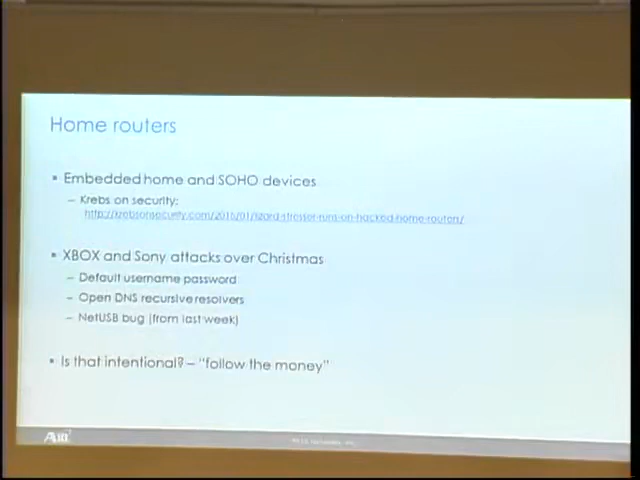 Home routers
▪ Embedded home and SOHO devices
– Krebs on security:
http://krebsonsecurity.com/2015/01/lizard-stresser-runs-on-hacked-home-routers/
▪ XBOX and Sony attacks over Christmas
– Default username password
– Open DNS recursive resolvers
– NetUSB bug (from last week)
▪ Is that intentional? – "follow the money"